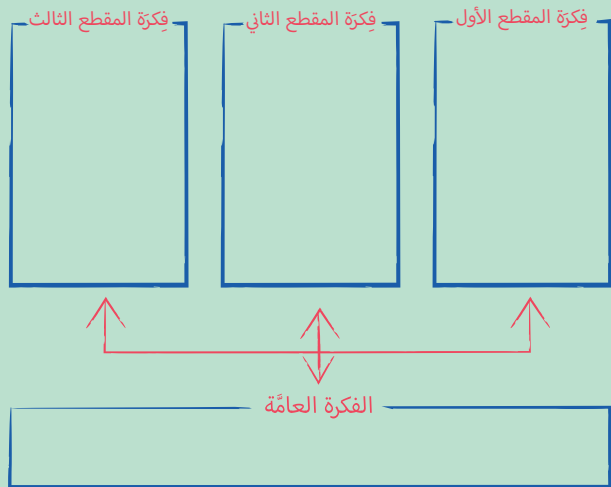 فِكرَة المقطع الأول
فِكرَة المقطع الثاني
فِكرَة المقطع الثالث
الفكرة العامَّة